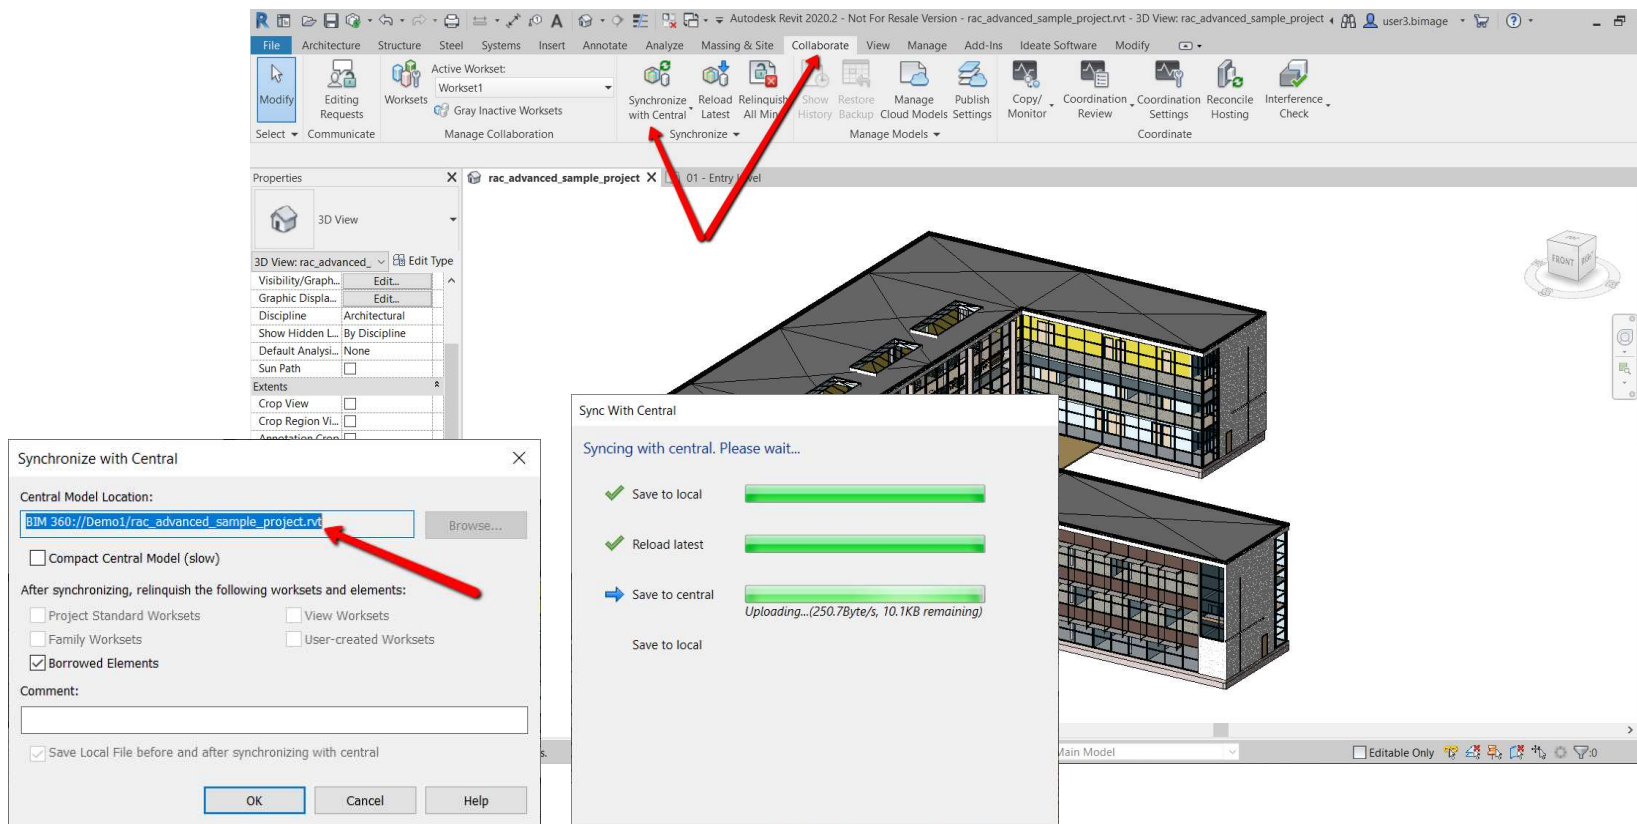 Autodesk Revit 2020.2 - Not For Resale Version - rac_advanced_sample_project.rvt - 3D View: rac_advanced_sample_project
user3.bimage
File Architecture Structure Steel Systems Insert Annotate Analyze Massing & Site Collaborate View Manage Add-Ins Ideate Software Modify
Modify
Editing Requests
Worksets
Active Workset:
Workset1
Gray Inactive Worksets
Synchronize with Central
Reload Latest
Relinquish All Mine
Show History
Restore Backup
Manage Cloud Models
Publish Settings
Copy/ Monitor
Coordination Review
Coordination Settings
Reconcile Hosting
Interference Check
Select Communicate Manage Collaboration Synchronize Manage Models Coordinate
Properties X
rac_advanced_sample_project X
01 - Entry Level
3D View
3D View: rac_advanced_ Edit Type
Visibility/Graph... Edit...
Graphic Displa... Edit...
Discipline Architectural
Show Hidden L... By Discipline
Default Analysi... None
Sun Path
Extents
Crop View
Crop Region Vi...
Annotation Crop
FRONT
Synchronize with Central
Central Model Location:
BIM 360://Demo1/rac_advanced_sample_project.rvt
Browse...
Compact Central Model (slow)
After synchronizing, relinquish the following worksets and elements:
Project Standard Worksets View Worksets
Family Worksets User-created Worksets
Borrowed Elements
Comment:
Save Local File before and after synchronizing with central
OK Cancel Help
Sync With Central
Syncing with central. Please wait...
Save to local
Reload latest
Save to central
Uploading...(250.7Byte/s, 10.1KB remaining)
Save to local
s.
Main Model
Editable Only
:0